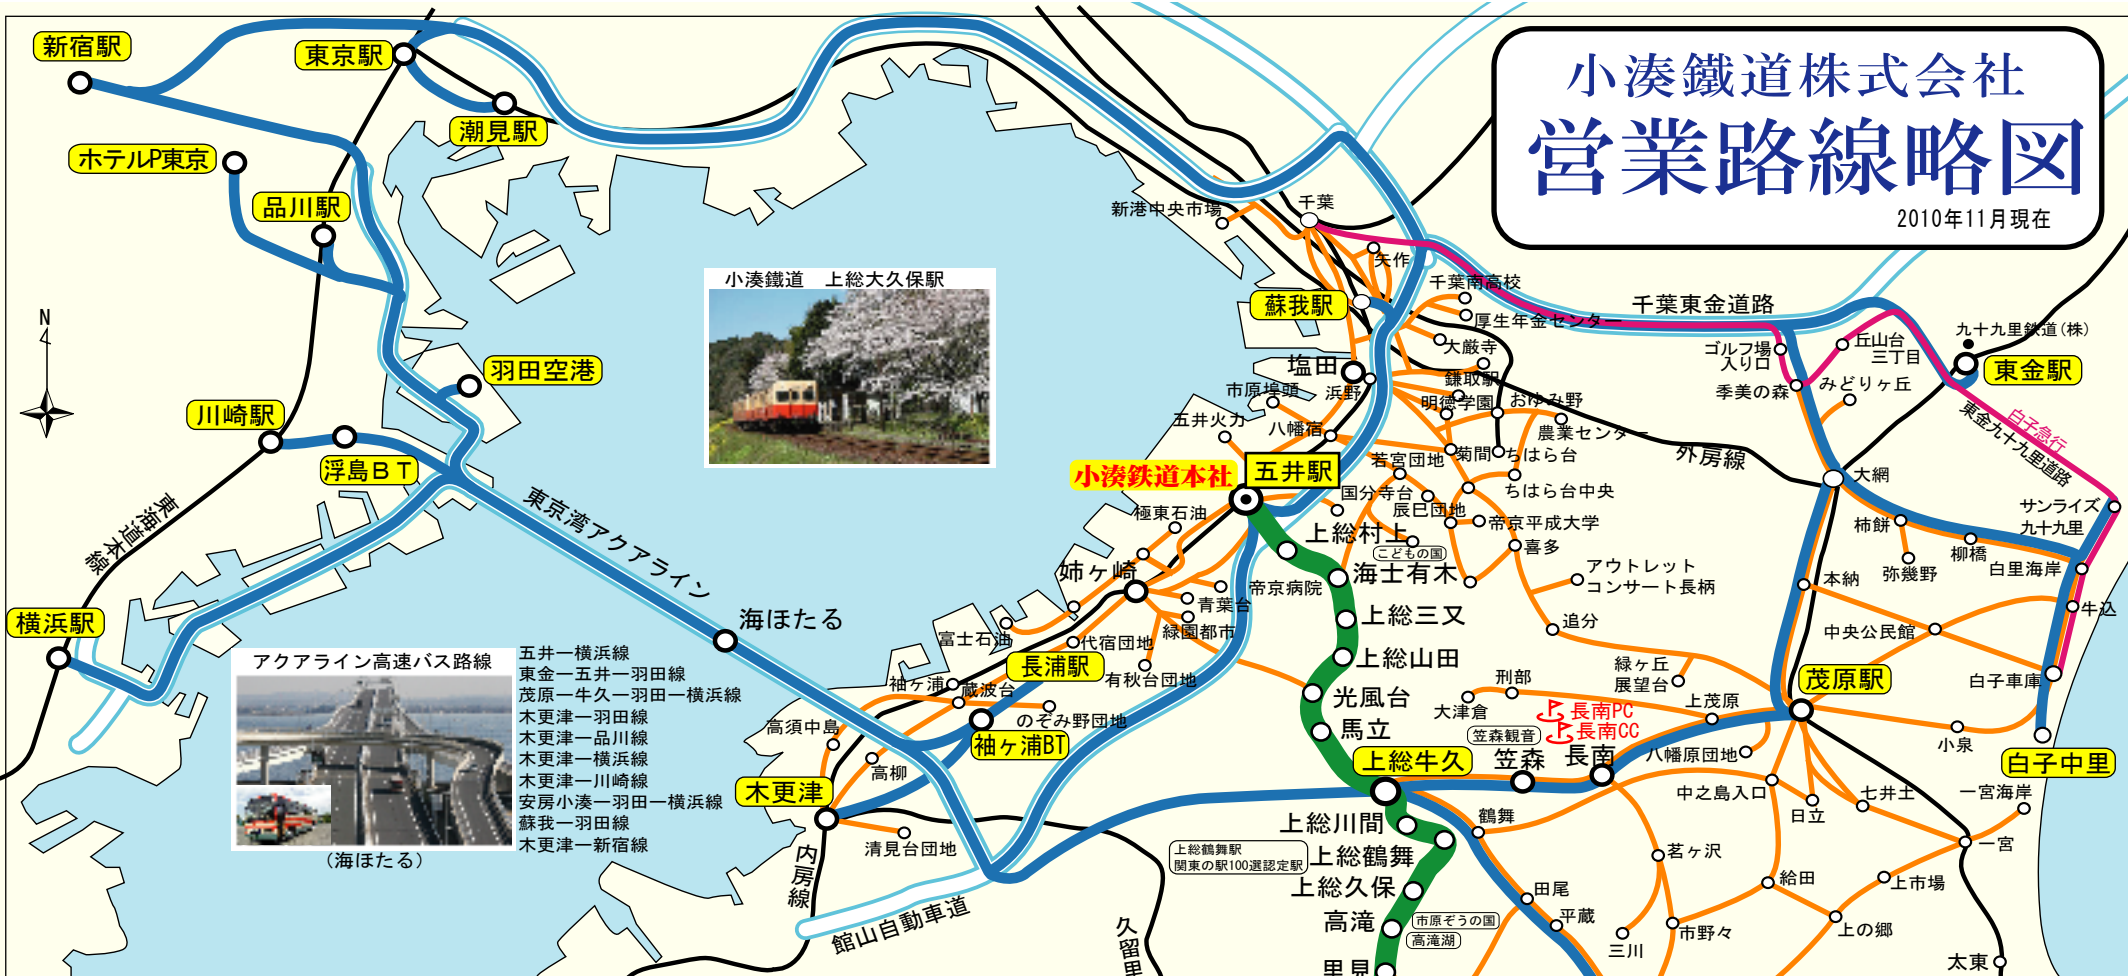 小湊鐵道株式会社
営業路線略図
2010年11月現在
新宿駅
東京駅
潮見駅
ホテルP東京
品川駅
N
羽田空港
川崎駅
浮島BT
東海道本線
横浜駅
東京湾アクアライン
海ほたる
小湊鐵道 上総大久保駅
アクアライン高速バス路線
(海ほたる)
五井ー横浜線
東金ー五井ー羽田線
茂原ー牛久ー羽田ー横浜線
木更津ー羽田線
木更津ー品川線
木更津ー横浜線
木更津ー川崎線
安房小湊ー羽田ー横浜線
蘇我ー羽田線
木更津ー新宿線
新港中央市場
千葉
矢作
千葉南高校
蘇我駅
厚生年金センター
大厳寺
塩田
鎌取駅
市原埠頭
浜野
明徳学園
おゆみ野
五井火力
八幡宿
農業センター
小湊鉄道本社
五井駅
若宮団地
菊間
ちはら台
国分寺台
辰巳団地
ちはら台中央
極東石油
上総村上
帝京平成大学
こどもの国
喜多
姉ヶ崎
海士有木
アウトレット
コンサート長柄
帝京病院
青葉台
上総三又
追分
富士石油
緑園都市
代宿団地
上総山田
長浦駅
有秋台団地
光風台
袖ヶ浦
蔵波台
のぞみ野団地
馬立
高須中島
袖ヶ浦BT
高柳
木更津
清見台団地
内房線
館山自動車道
久留里
上総牛久
笠森
長南
笠森観音
長南PC
長南CC
大津倉
刑部
緑ヶ丘
展望台
上茂原
八幡原団地
茂原駅
上総川間
鶴舞
上総鶴舞駅
関東の駅100選認定駅
上総鶴舞
上総久保
高滝
市原ぞうの国
高滝湖
里見
田尾
平蔵
茗ヶ沢
三川
市野々
中之島入口
日立
七井土
給田
上市場
上の郷
一宮海岸
一宮
太東
小泉
白子中里
白子車庫
中央公民館
本納
牛込
白里海岸
柳橋
弥幾野
柿餅
サンライズ
九十九里
大網
外房線
千葉東金道路
ゴルフ場
入り口
季美の森
丘山台
三丁目
みどりヶ丘
九十九里鉄道(株)
東金駅
白子急行
東金九十九里道路